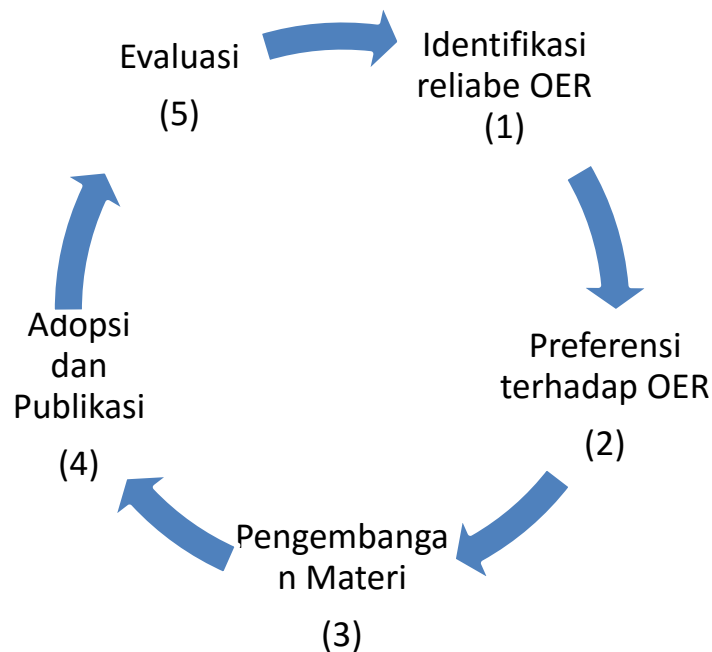 Identifikasi
reliabe OER
(1)
Preferensi
terhadap OER
(2)
Pengembanga
n Materi
(3)
Adopsi
dan
Publikasi
(4)
Evaluasi
(5)